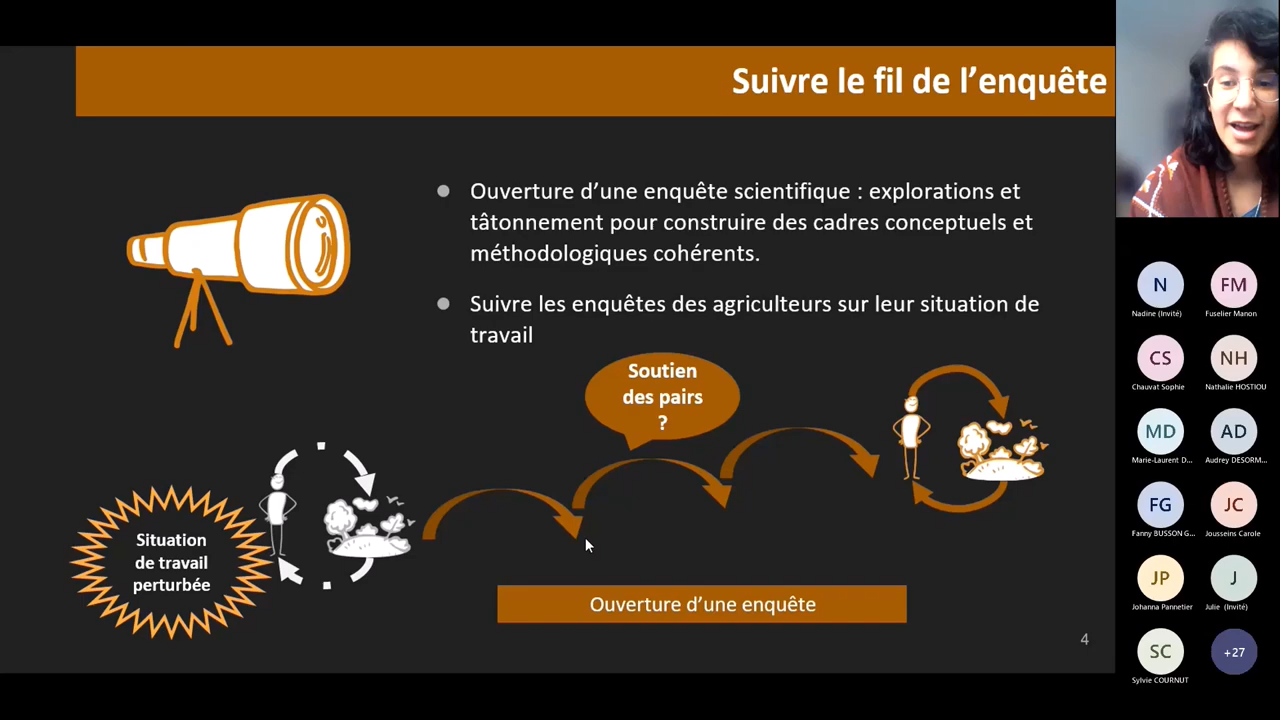 Suivre le fil de l’enquête
Ouverture d’une enquête scientifique : explorations et
tâtonnement pour construire des cadres conceptuels et
méthodologiques cohérents.
Suivre les enquêtes des agriculteurs sur leur situation de
travail
Soutien
des pairs
?
Situation
de travail
perturbée
Ouverture d’une enquête
4
N
Nadine (Invité)
FM
Fuselier Manon
CS
Chauvat Sophie
NH
Nathalie HOSTIOU
MD
Marie-Laurent D...
AD
Audrey DESORM...
FG
Fanny BUSSON G...
JC
Jousseins Carole
JP
Johanna Pannetier
J
Julie (Invité)
SC
Sylvie COURNUT
+27